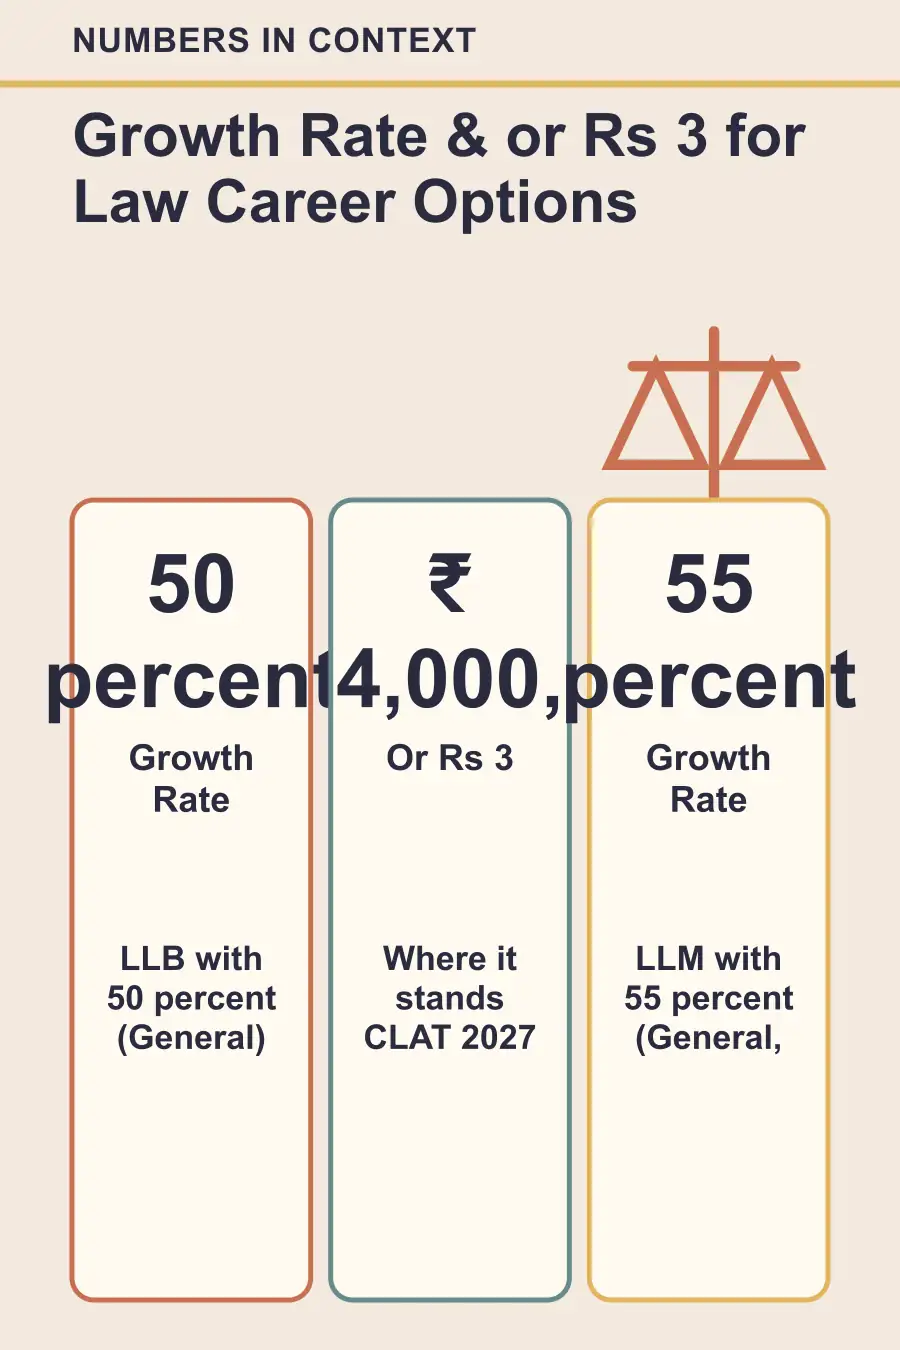 NUMBERS IN CONTEXT
Growth Rate & or Rs 3 for
Law Career Options
50
percent
Growth
Rate
LLB with
50 percent
(General)
₹
4,000,
Or Rs 3
Where it
stands
CLAT 2027
55
percent
Growth
Rate
LLM with
55 percent
(General,